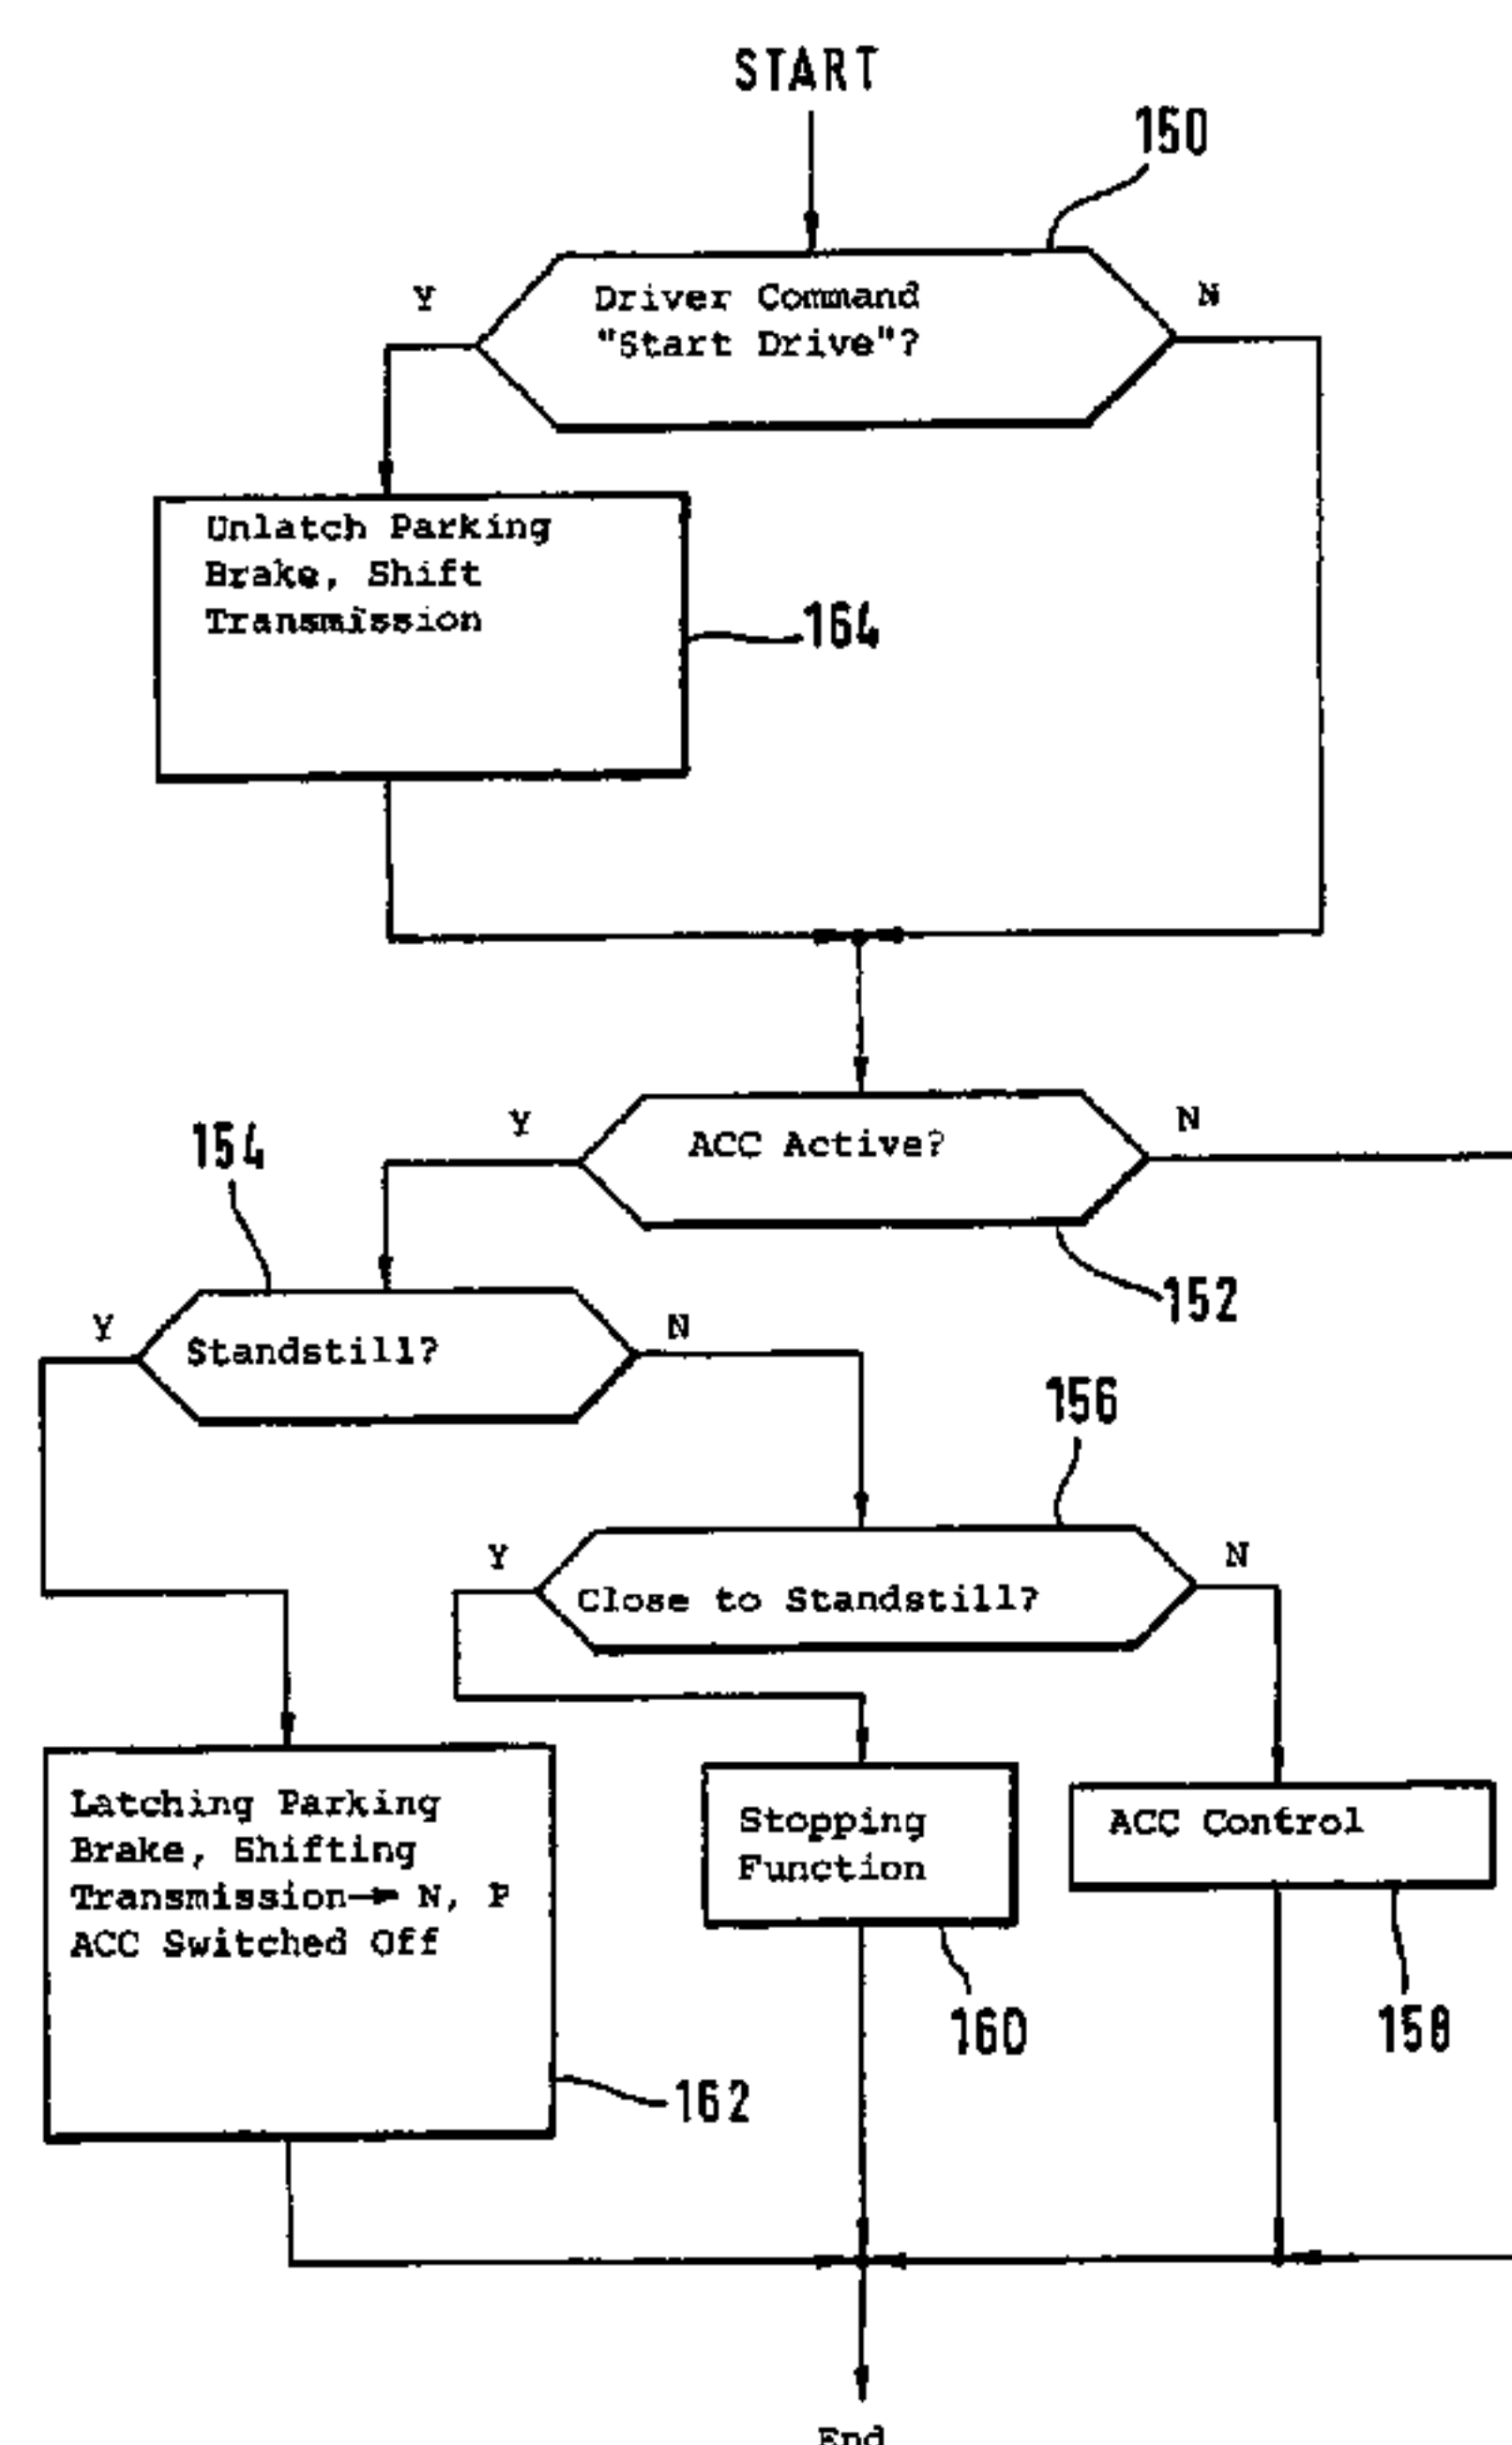 START
150
Y
N
Driver Command
"Start Drive"?
Unlatch Parking
Brake, Shift
Transmission
164
Y
N
ACC Active?
154
152
Y
N
Standstill?
156
Y
N
Close to Standstill?
Latching Parking
Brake, Shifting
Transmission→ N, P
ACC Switched Off
Stopping
Function
ACC Control
160
158
162
End